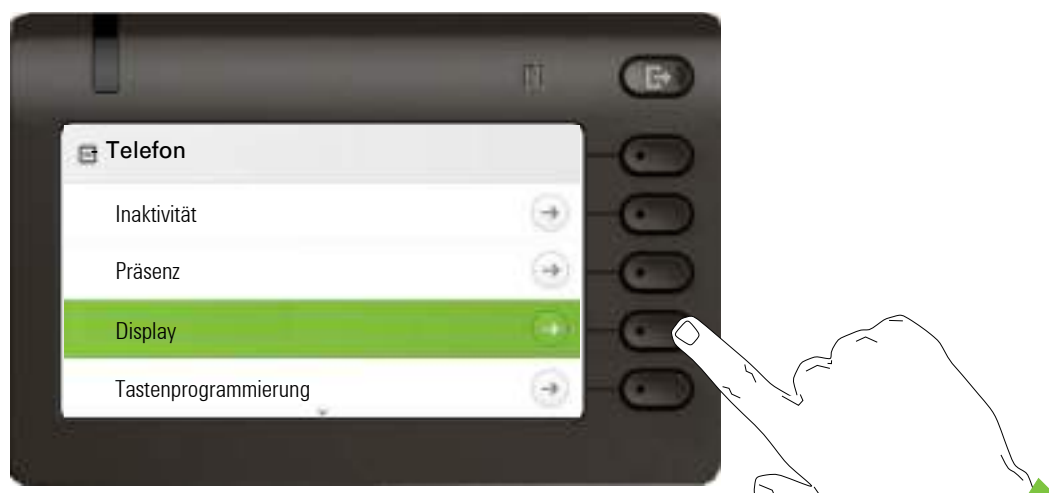 Telefon
Inaktivität
Präsenz
Display
Tastenprogrammierung